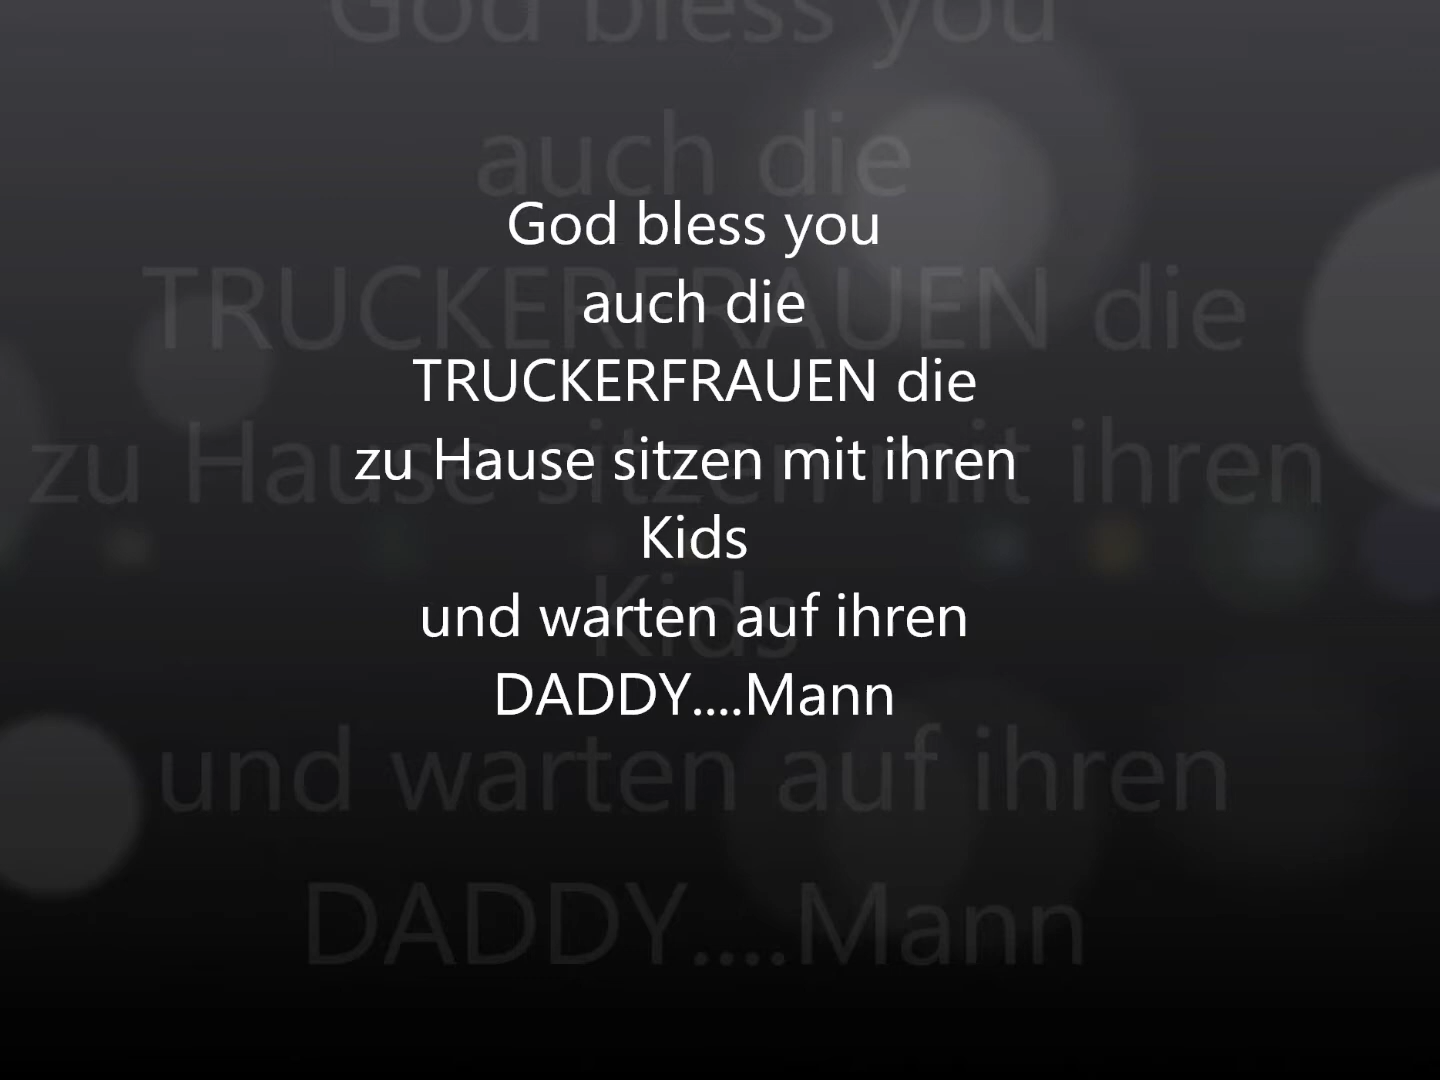 God bless you
auch die
TRUCKERFRAUEN die
zu Hause sitzen mit ihren
Kids
und warten auf ihren
DADDY....Mann